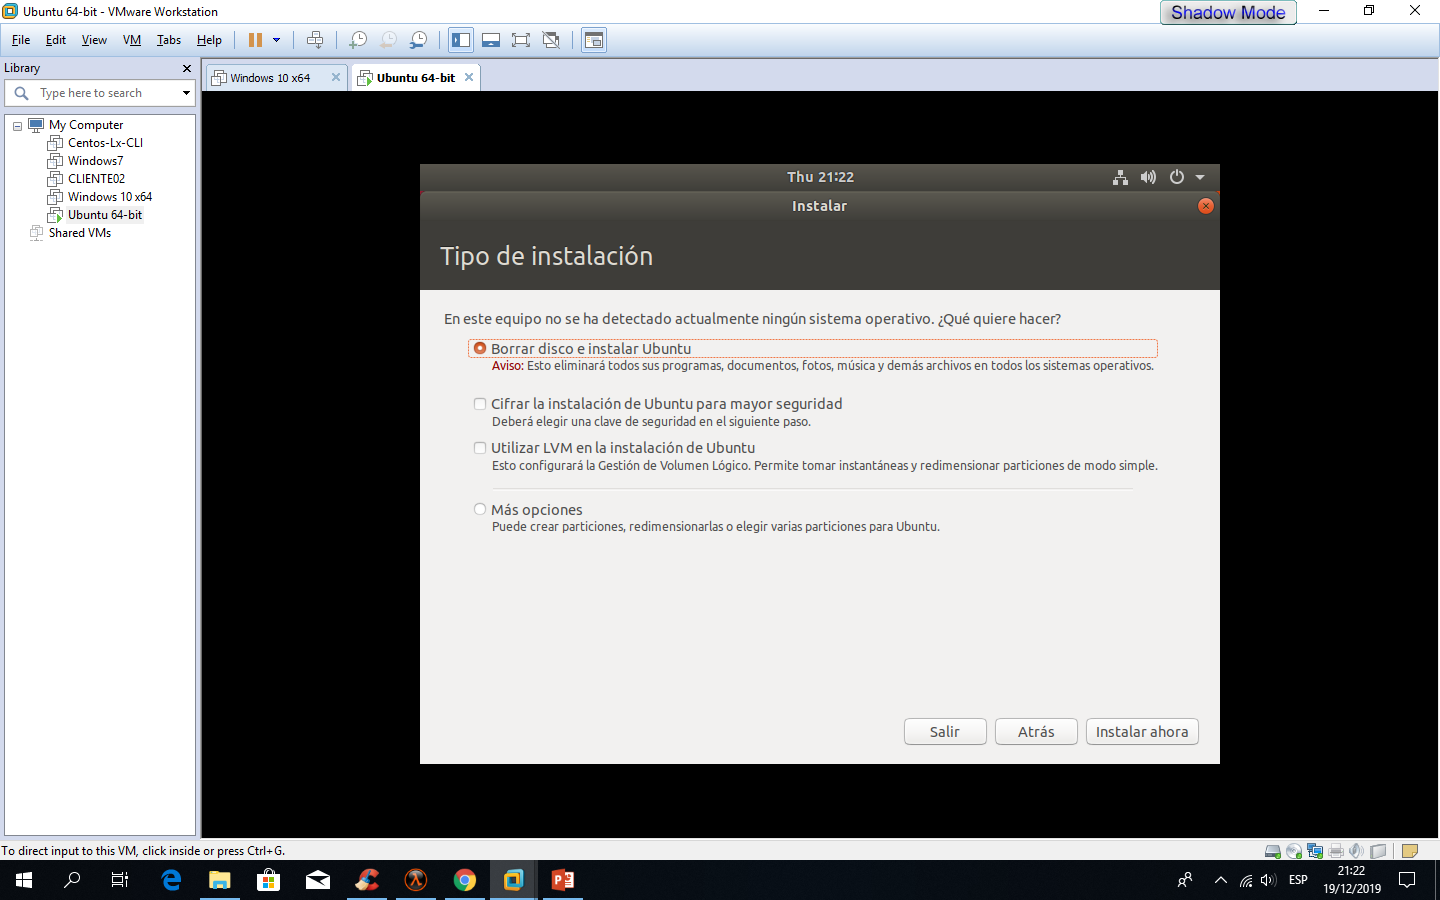 Ubuntu 64-bit - VMware Workstation
Shadow Mode
File Edit View VM Tabs Help
Library
Windows 10 x64
Ubuntu 64-bit
Type here to search
My Computer
Centos-Lx-CLI
Windows7
CLIENTE02
Windows 10 x64
Ubuntu 64-bit
Shared VMs
Thu 21:22
Instalar
Tipo de instalación
En este equipo no se ha detectado actualmente ningún sistema operativo. ¿Qué quiere hacer?
Borrar disco e instalar Ubuntu
Aviso: Esto eliminará todos sus programas, documentos, fotos, música y demás archivos en todos los sistemas operativos.
Cifrar la instalación de Ubuntu para mayor seguridad
Deberá elegir una clave de seguridad en el siguiente paso.
Utilizar LVM en la instalación de Ubuntu
Esto configurará la Gestión de Volumen Lógico. Permite tomar instantáneas y redimensionar particiones de modo simple.
Más opciones
Puede crear particiones, redimensionarlas o elegir varias particiones para Ubuntu.
Salir
Atrás
Instalar ahora
To direct input to this VM, click inside or press Ctrl+G.
ESP
21:22
19/12/2019